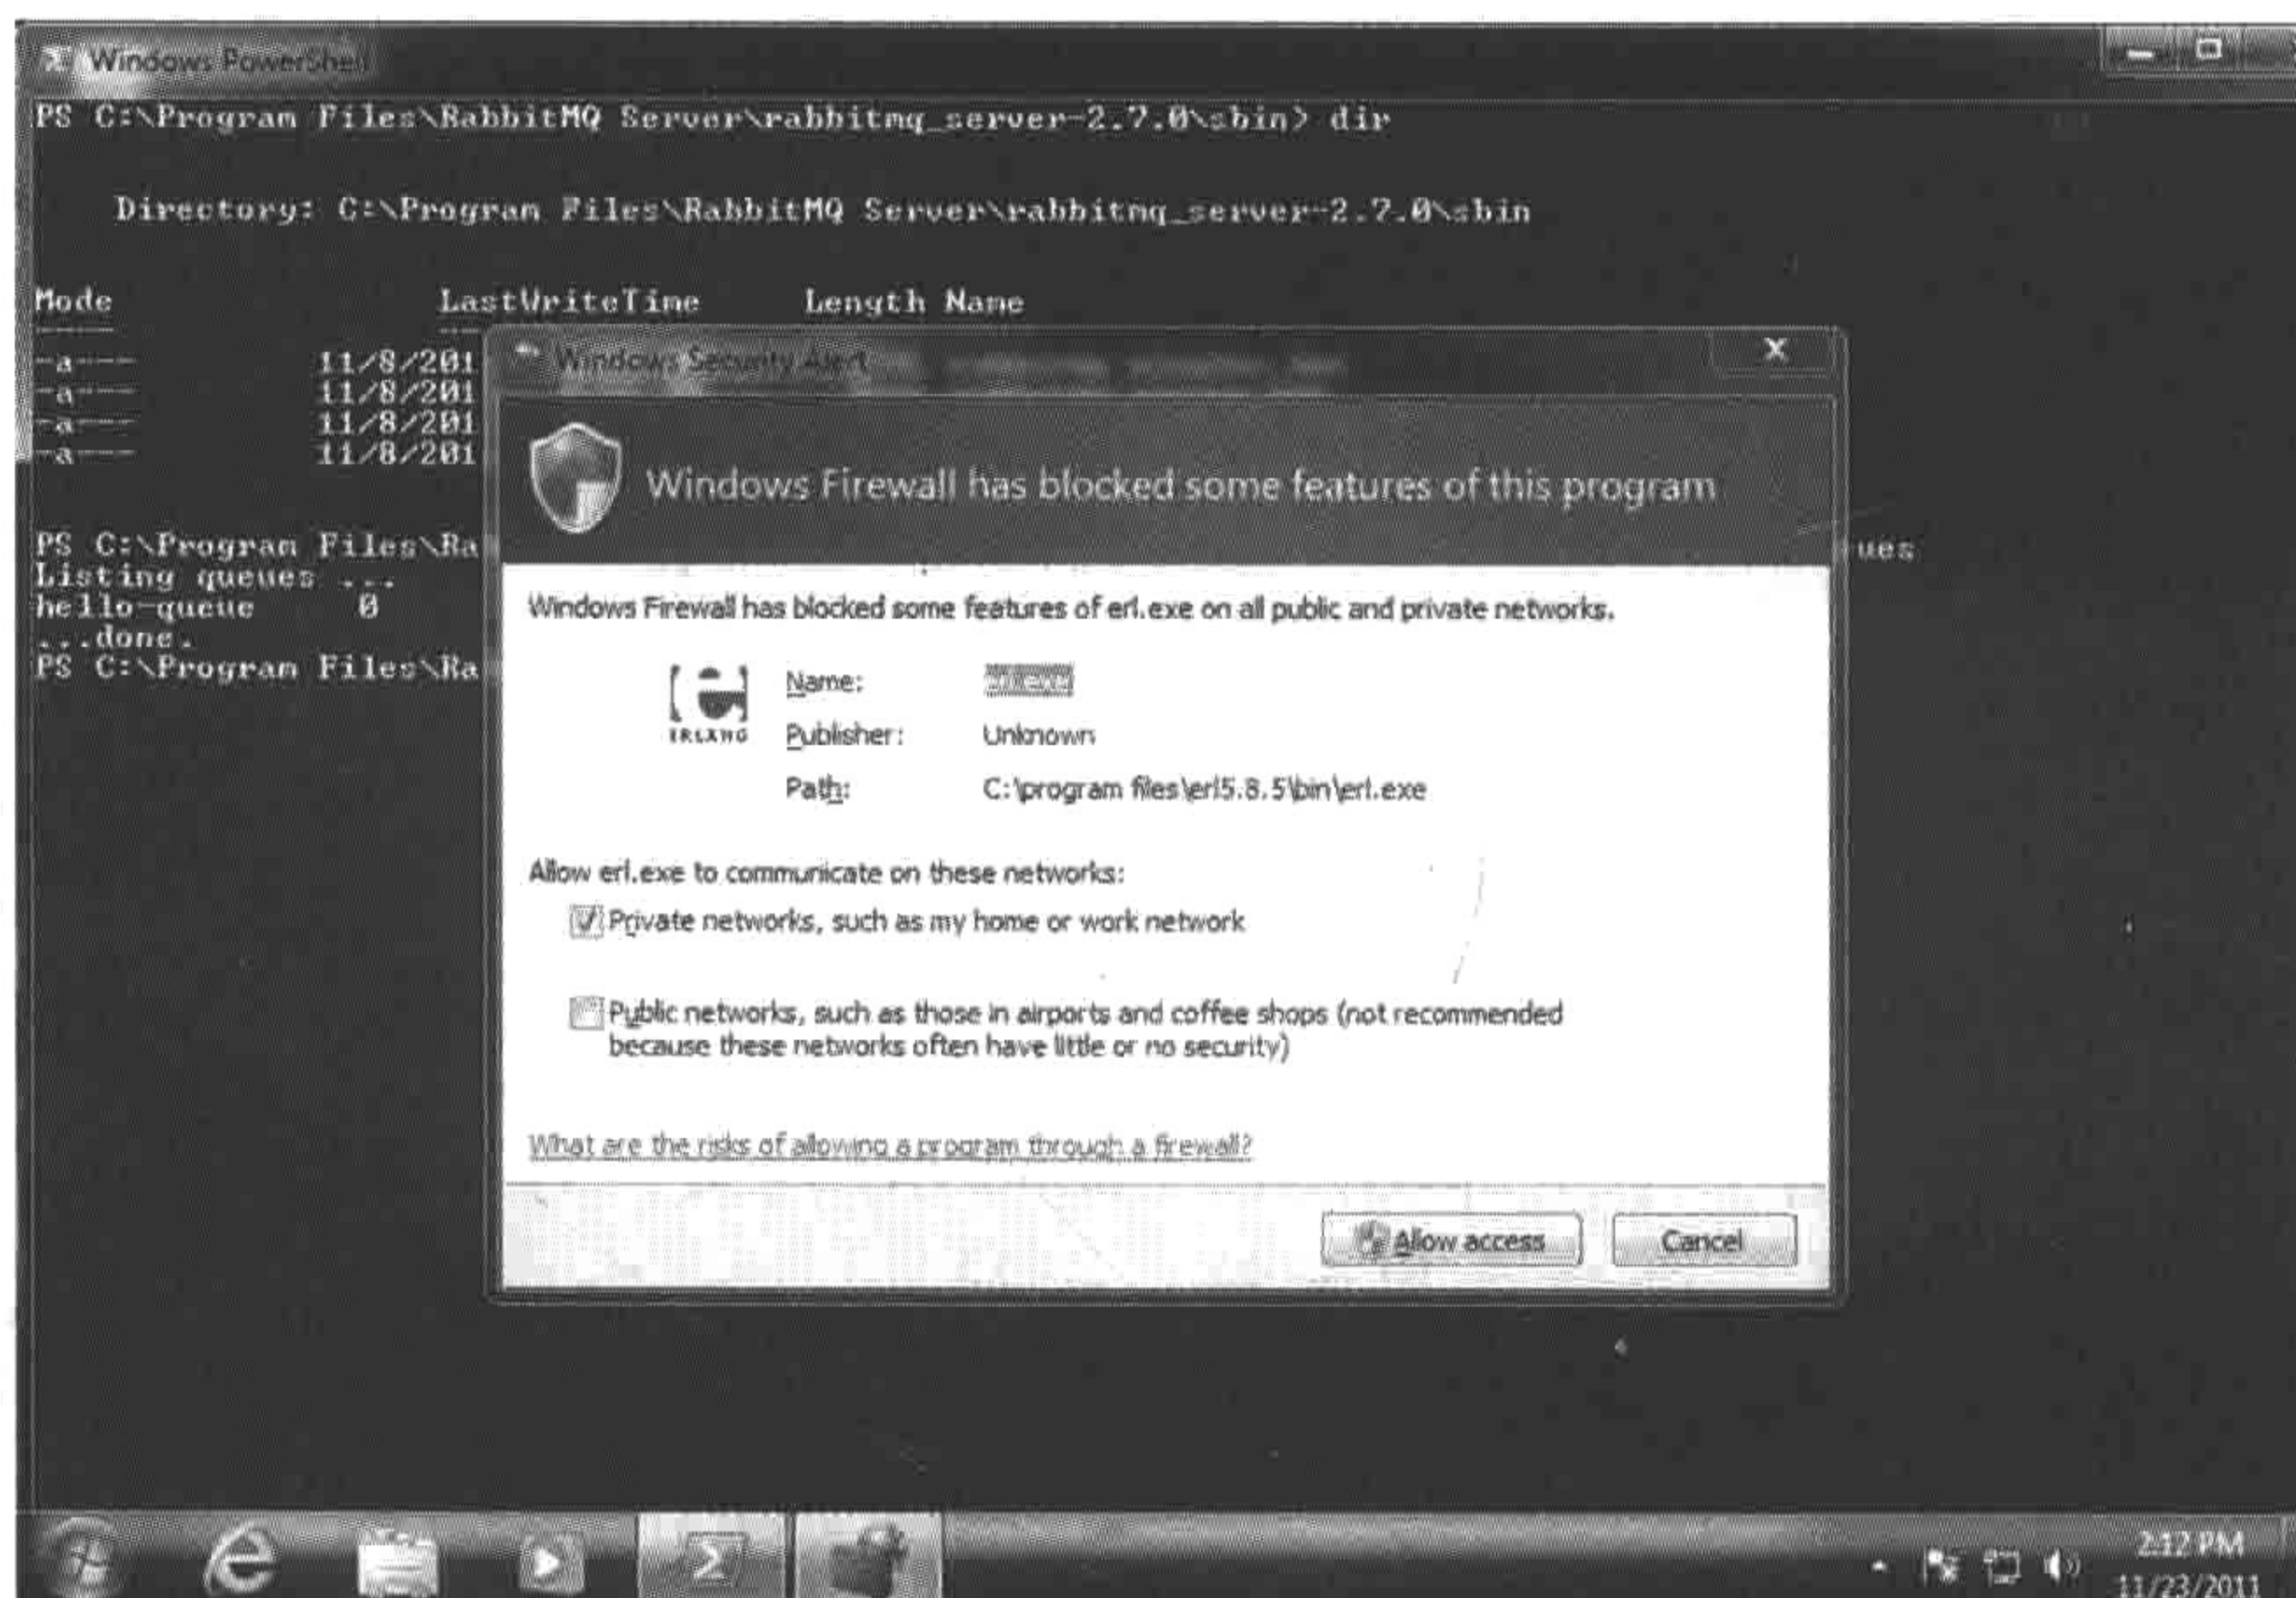 Windows PowerShell
PS C:\Program Files\RabbitMQ Server\rabbitmq_server-2.7.0\sbin> dir
Directory: C:\Program Files\RabbitMQ Server\rabbitmq_server-2.7.0\sbin
Mode LastWriteTime Length Name
-a--- 11/8/201
-a--- 11/8/201
-a--- 11/8/201
-a--- 11/8/201
PS C:\Program Files\Ra ues
Listing queues ...
hello-queue 0
...done.
PS C:\Program Files\Ra
Windows Security Alert
Windows Firewall has blocked some features of this program
Windows Firewall has blocked some features of erl.exe on all public and private networks.
ERLANG
Name:
Publisher: Unknown
Path: C:\program files\erl5.8.5\bin\erl.exe
Allow erl.exe to communicate on these networks:
Private networks, such as my home or work network
Public networks, such as those in airports and coffee shops (not recommended
because these networks often have little or no security)
What are the risks of allowing a program through a firewall?
Allow access Cancel
2:12 PM
11/23/2011